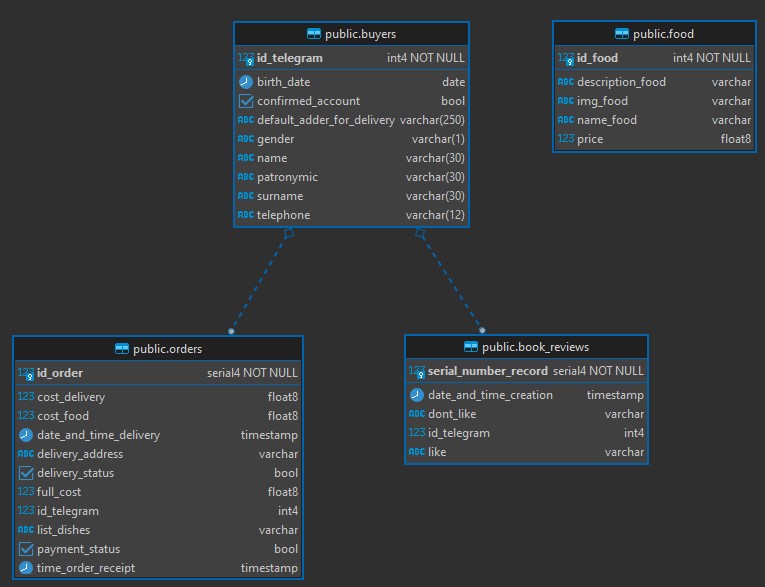 public.buyers
123 id_telegram int4 NOT NULL
birth_date date
confirmed_account bool
ABC default_adder_for_delivery varchar(250)
ABC gender varchar(1)
ABC name varchar(30)
ABC patronymic varchar(30)
ABC surname varchar(30)
ABC telephone varchar(12)
public.food
123 id_food int4 NOT NULL
ABC description_food varchar
ABC img_food varchar
ABC name_food varchar
123 price float8
public.orders
123 id_order serial4 NOT NULL
123 cost_delivery float8
123 cost_food float8
date_and_time_delivery timestamp
ABC delivery_address varchar
delivery_status bool
123 full_cost float8
123 id_telegram int4
ABC list_dishes varchar
payment_status bool
time_order_receipt timestamp
public.book_reviews
123 serial_number_record serial4 NOT NULL
date_and_time_creation timestamp
ABC dont_like varchar
123 id_telegram int4
ABC like varchar